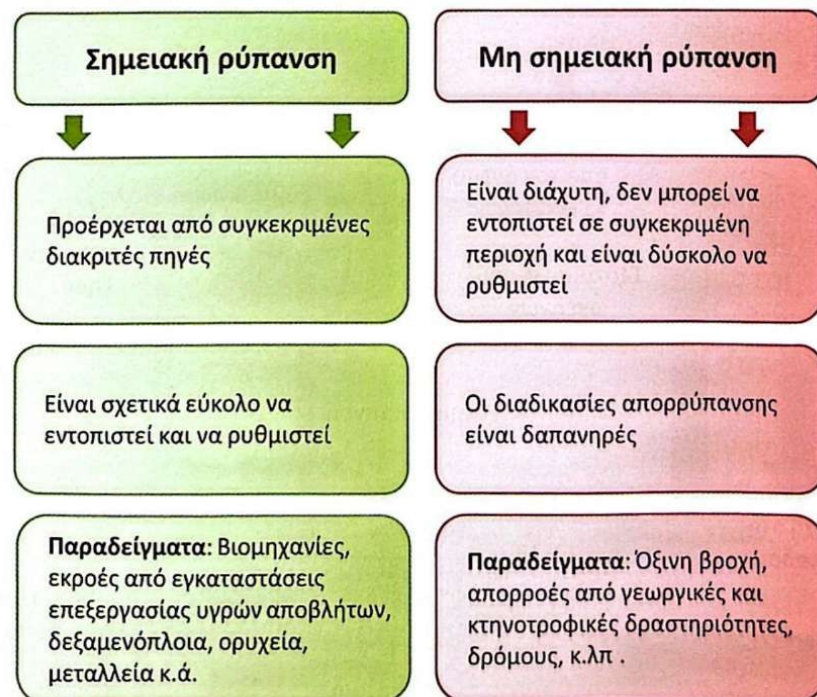 Σημειακή ρύπανση
Προέρχεται από συγκεκριμένες
διακριτές πηγές
Είναι σχετικά εύκολο να
εντοπιστεί και να ρυθμιστεί
Παραδείγματα: Βιομηχανίες,
εκροές από εγκαταστάσεις
επεξεργασίας υγρών αποβλήτων,
δεξαμενόπλοια, ορυχεία,
μεταλλεία κ.ά.
Μη σημειακή ρύπανση
Είναι διάχυτη, δεν μπορεί να
εντοπιστεί σε συγκεκριμένη
περιοχή και είναι δύσκολο να
ρυθμιστεί
Οι διαδικασίες απορρύπανσης
είναι δαπανηρές
Παραδείγματα: Όξινη βροχή,
απορροές από γεωργικές και
κτηνοτροφικές δραστηριότητες,
δρόμους, κ.λπ .